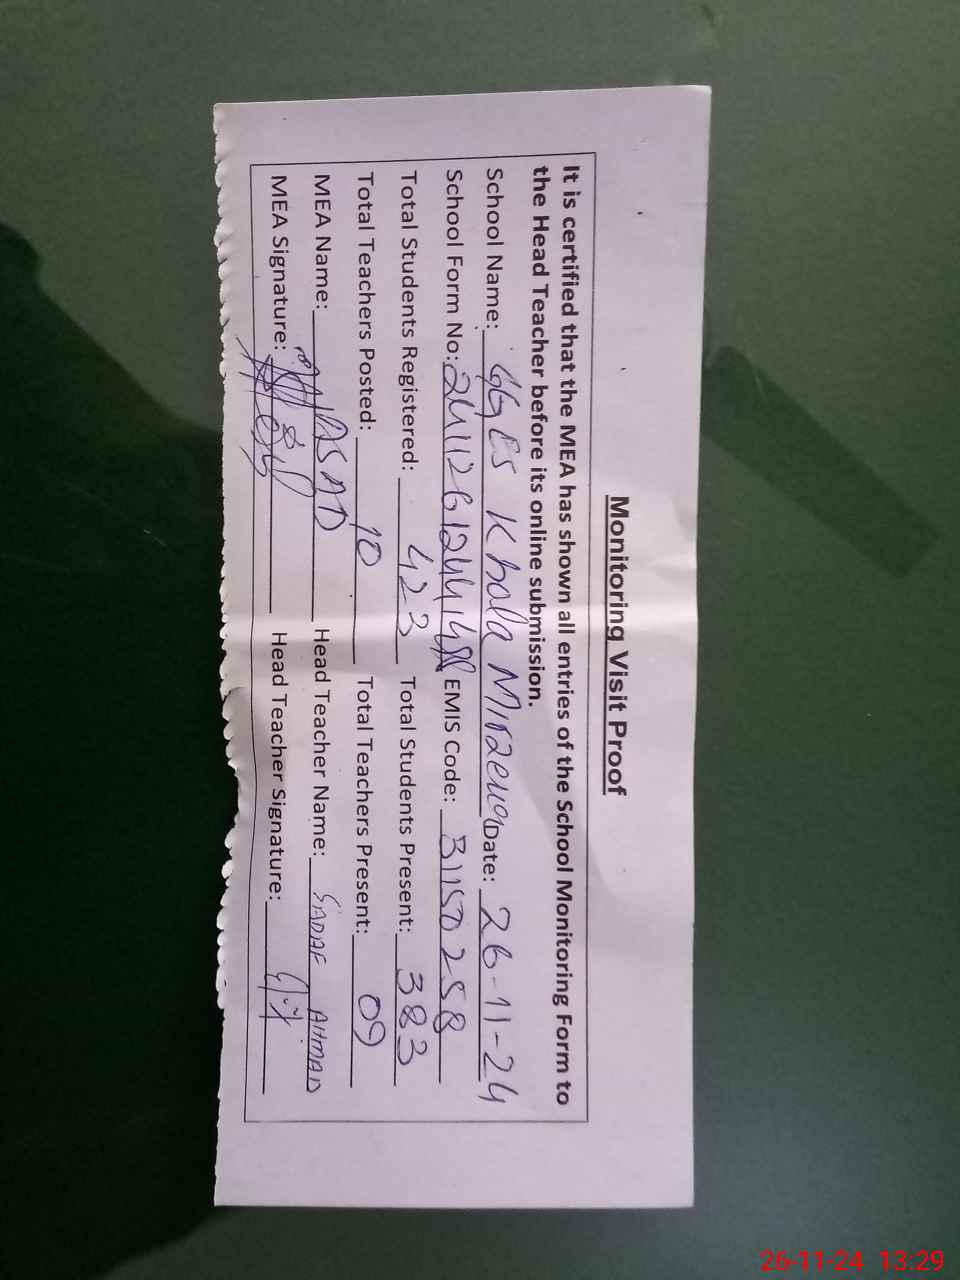 Monitoring Visit Proof
It is certified that the MEA has shown all entries of the School Monitoring Form to
the Head Teacher before its online submission.
School Name: GGES Khola Mirzewa Date: 26-11-24
School Form No: EMIS Code: 31150258
Total Students Registered: 423 Total Students Present: 383
Total Teachers Posted: 10 Total Teachers Present: 09
MEA Name: ASAD Head Teacher Name: SADAF AHMAD
MEA Signature: Head Teacher Signature:
26-11-24 13:29